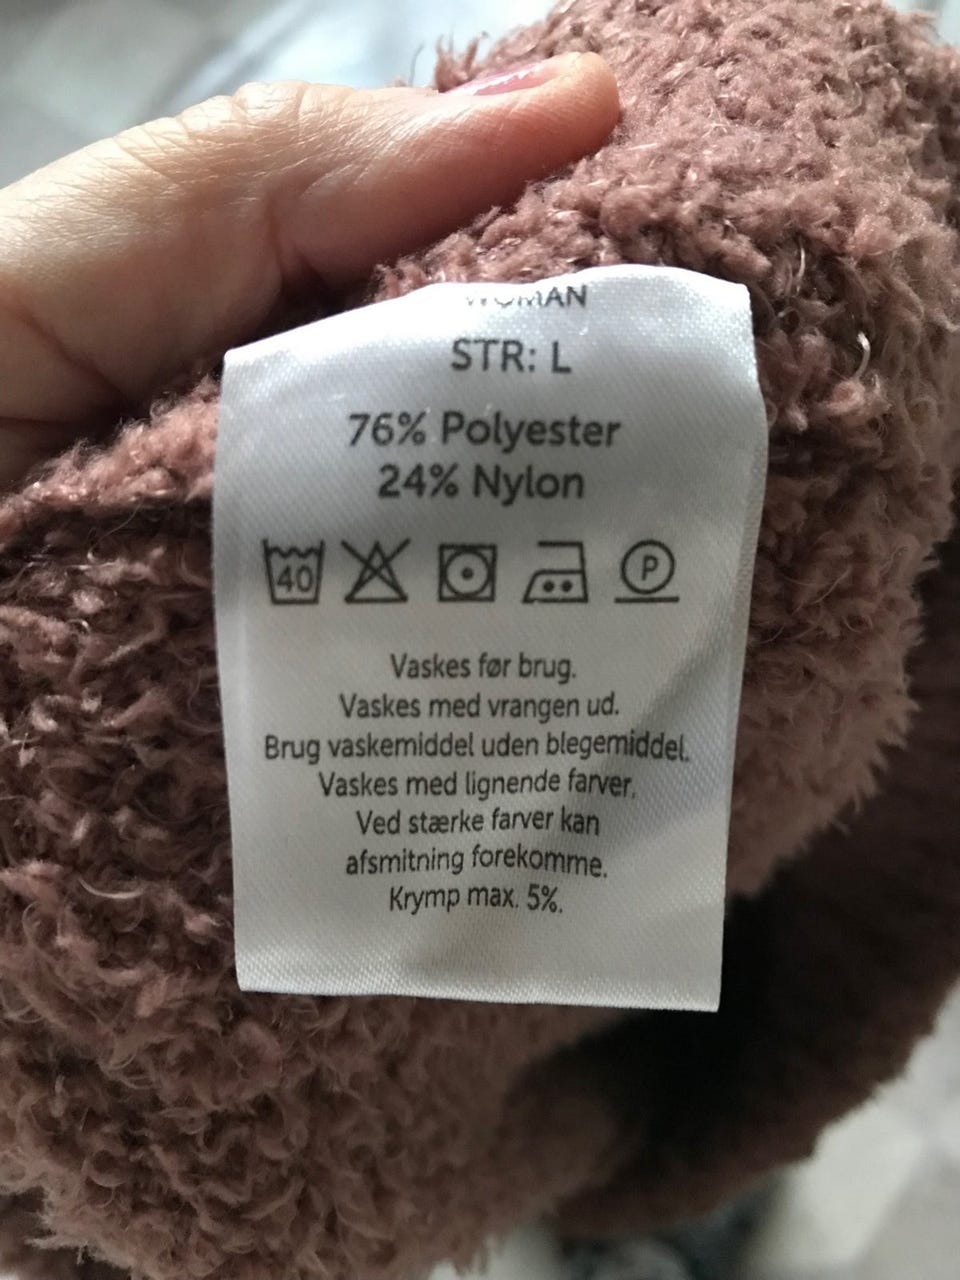 WOMAN
STR: L
76% Polyester
24% Nylon
40 P
Vaskes før brug.
Vaskes med vrangen ud.
Brug vaskemiddel uden blegemiddel.
Vaskes med lignende farver.
Ved stærke farver kan
afsmitning forekomme.
Krymp max. 5%.